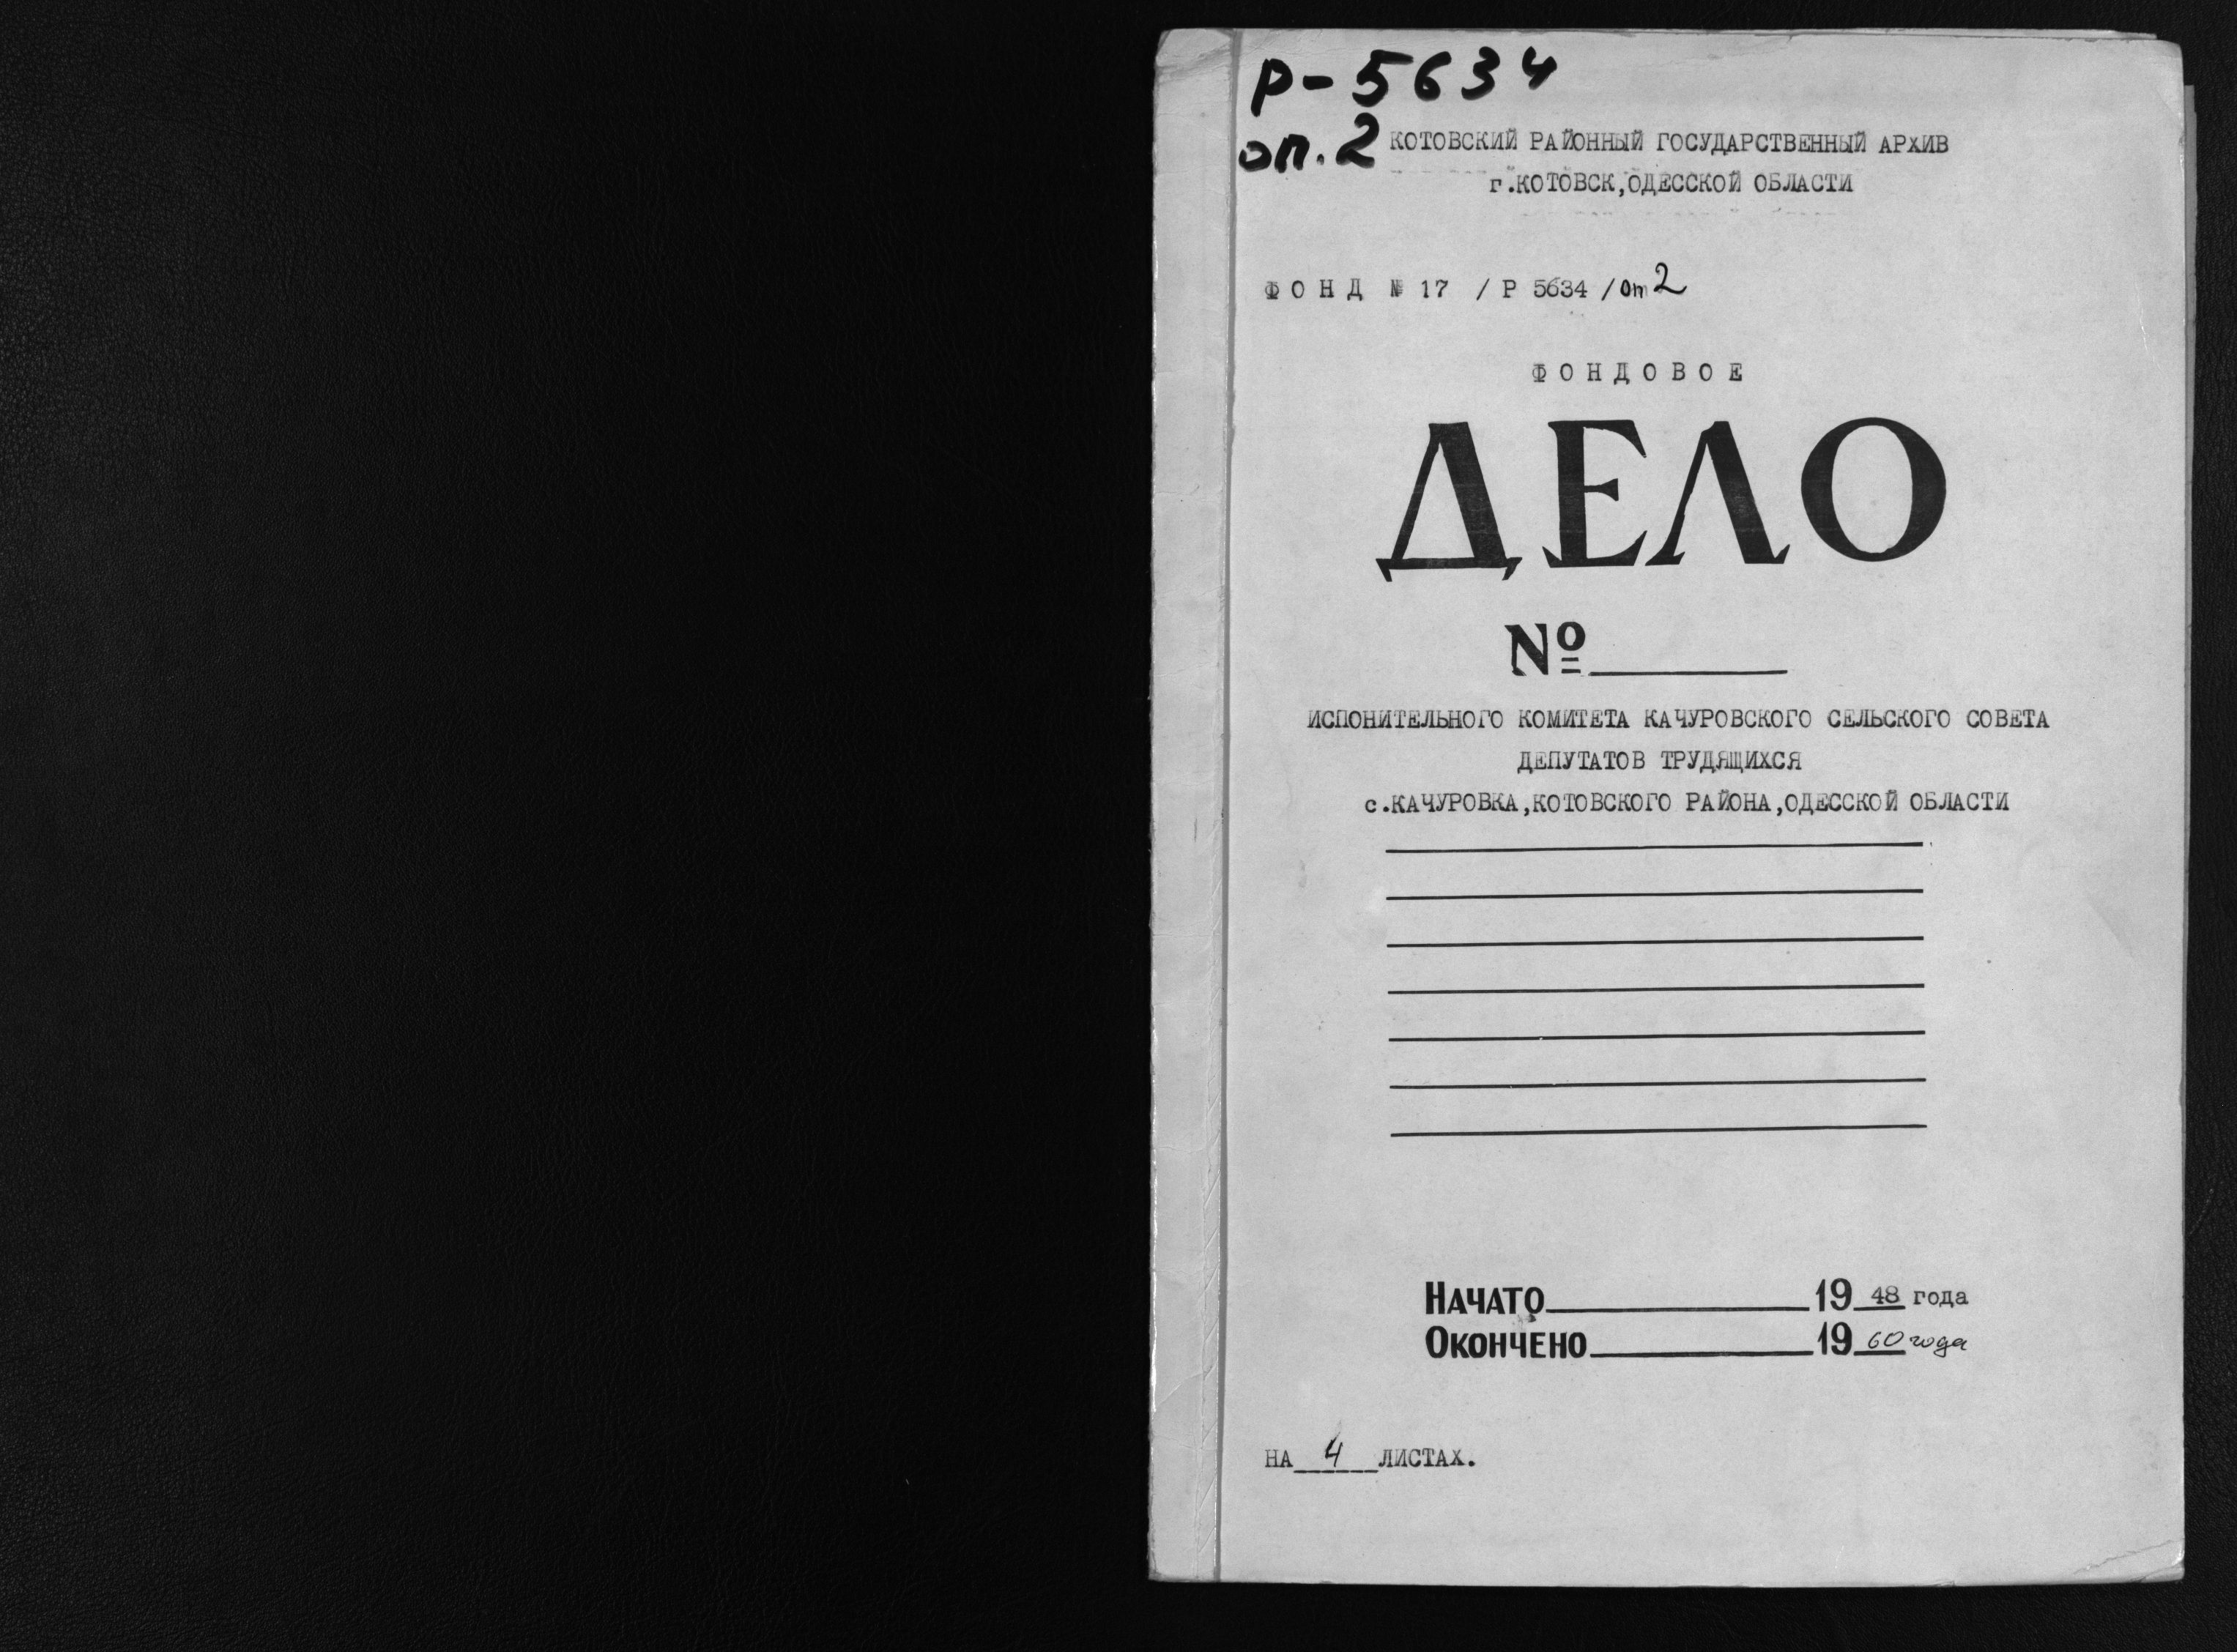 Р-5634
оп.2
КОТОВСКИЙ РАЙОННЫЙ ГОСУДАРСТВЕННЫЙ АРХИВ
г.КОТОВСК,ОДЕССКОЙ ОБЛАСТИ
ФОНД № 17 / Р 5634 /оп 2
ФОНДОВОЕ
ДЕЛО
№
ИСПОНИТЕЛЬНОГО КОМИТЕТА КАЧУРОВСКОГО СЕЛЬСКОГО СОВЕТА
ДЕПУТАТОВ ТРУДЯЩИХСЯ
с.КАЧУРОВКА,КОТОВСКОГО РАЙОНА,ОДЕССКОЙ ОБЛАСТИ
НАЧАТО 19 48 года
ОКОНЧЕНО 19 60 года
НА 4 ЛИСТАХ.